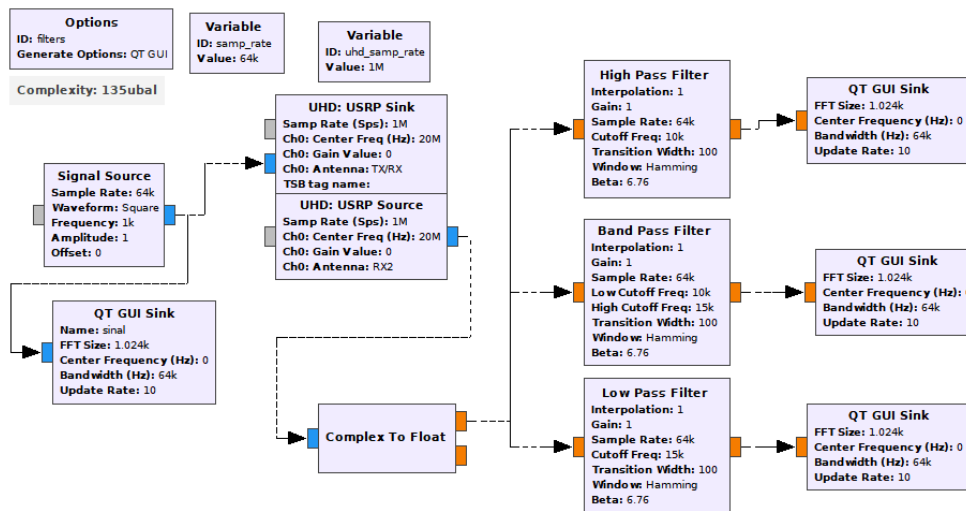 Options
ID: filters
Generate Options: QT GUI
Complexity: 135ubal
Variable
ID: samp_rate
Value: 64k
Variable
ID: uhd_samp_rate
Value: 1M
UHD: USRP Sink
Samp Rate (Sps): 1M
Ch0: Center Freq (Hz): 20M
Ch0: Gain Value: 0
Ch0: Antenna: TX/RX
TSB tag name:
Signal Source
Sample Rate: 64k
Waveform: Square
Frequency: 1k
Amplitude: 1
Offset: 0
UHD: USRP Source
Samp Rate (Sps): 1M
Ch0: Center Freq (Hz): 20M
Ch0: Gain Value: 0
Ch0: Antenna: RX2
QT GUI Sink
Name: sinal
FFT Size: 1.024k
Center Frequency (Hz): 0
Bandwidth (Hz): 64k
Update Rate: 10
Complex To Float
High Pass Filter
Interpolation: 1
Gain: 1
Sample Rate: 64k
Cutoff Freq: 10k
Transition Width: 100
Window: Hamming
Beta: 6.76
QT GUI Sink
FFT Size: 1.024k
Center Frequency (Hz): 0
Bandwidth (Hz): 64k
Update Rate: 10
Band Pass Filter
Interpolation: 1
Gain: 1
Sample Rate: 64k
Low Cutoff Freq: 10k
High Cutoff Freq: 15k
Transition Width: 100
Window: Hamming
Beta: 6.76
QT GUI Sink
FFT Size: 1.024k
Center Frequency (Hz):
Bandwidth (Hz): 64k
Update Rate: 10
Low Pass Filter
Interpolation: 1
Gain: 1
Sample Rate: 64k
Cutoff Freq: 15k
Transition Width: 100
Window: Hamming
Beta: 6.76
QT GUI Sink
FFT Size: 1.024k
Center Frequency (Hz): 0
Bandwidth (Hz): 64k
Update Rate: 10